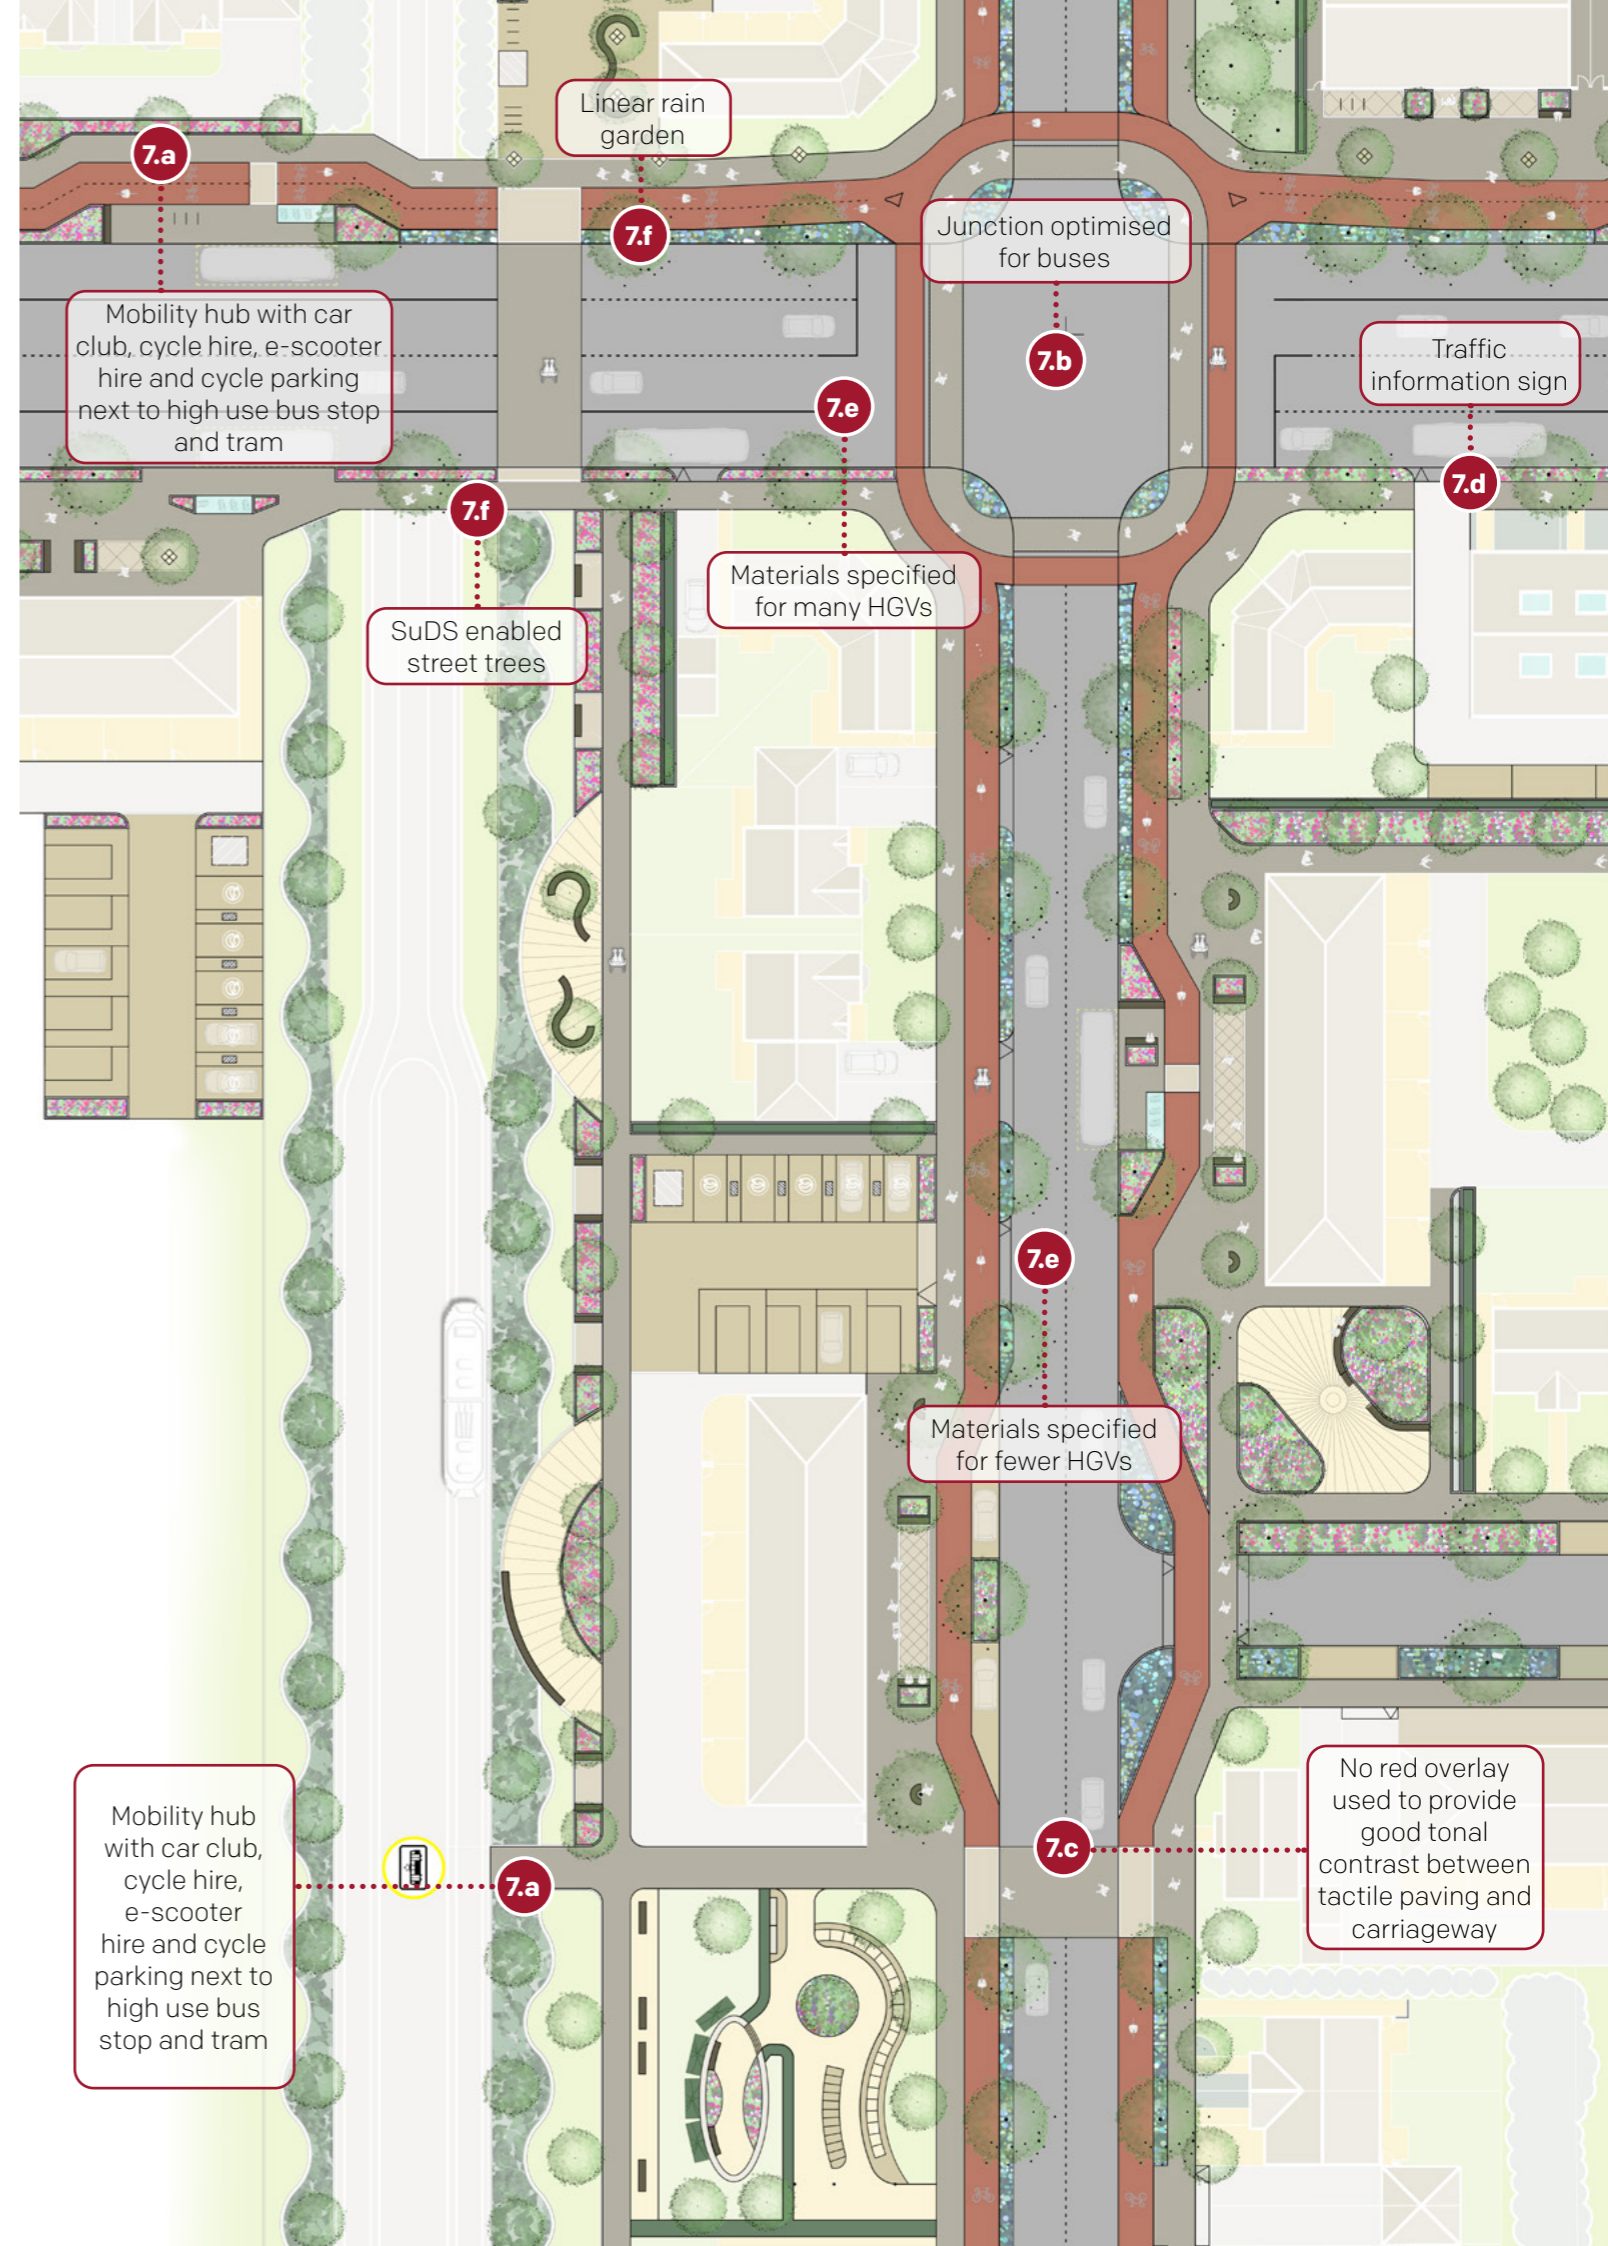 Linear rain
garden
7.a
7.f
Junction optimised
for buses
Mobility hub with car
club, cycle hire, e-scooter
hire and cycle parking
next to high use bus stop
and tram
7.b
Traffic
information sign
7.e
7.d
7.f
Materials specified
for many HGVs
SuDS enabled
street trees
7.e
Materials specified
for fewer HGVs
7.c
No red overlay
used to provide
good tonal
contrast between
tactile paving and
carriageway
Mobility hub
with car club,
cycle hire,
e-scooter
hire and cycle
parking next to
high use bus
stop and tram
7.a